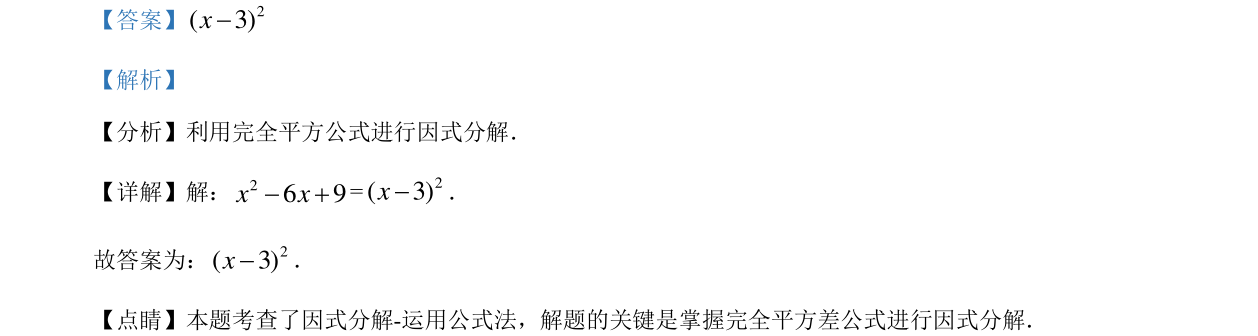 【答案】(x−3)²
【解析】
【分析】利用完全平方公式进行因式分解．
【详解】解：x²−6x+9=(x−3)²．
故答案为：(x−3)²．
【点睛】本题考查了因式分解-运用公式法，解题的关键是掌握完全平方差公式进行因式分解．